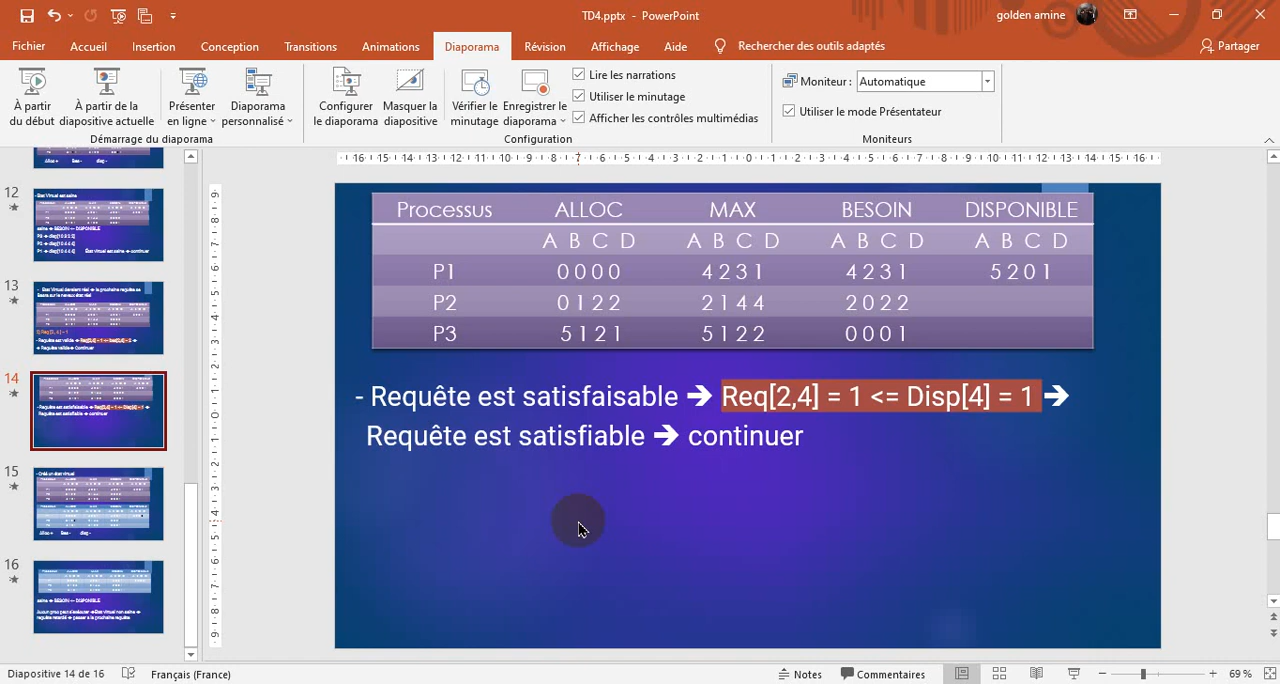 TD4.pptx - PowerPoint
golden amine
Fichier Accueil Insertion Conception Transitions Animations Diaporama Révision Affichage Aide Rechercher des outils adaptés Partager
À partir du début
À partir de la diapositive actuelle
Présenter en ligne
Diaporama personnalisé
Configurer le diaporama
Masquer la diapositive
Vérifier le minutage
Enregistrer le diaporama
Lire les narrations
Utiliser le minutage
Afficher les contrôles multimédias
Moniteur : Automatique
Utiliser le mode Présentateur
Démarrage du diaporama
Configuration
Moniteurs
12
13
14
15
16
Processus ALLOC MAX BESOIN DISPONIBLE
A B C D A B C D A B C D A B C D
P1 0 0 0 0 4 2 3 1 4 2 3 1 5 2 0 1
P2 0 1 2 2 2 1 4 4 2 0 2 2
P3 5 1 2 1 5 1 2 2 0 0 0 1
- Requête est satisfaisable ➔ Req[2,4] = 1 <= Disp[4] = 1 ➔
Requête est satisfiable ➔ continuer
Diapositive 14 de 16 Français (France) Notes Commentaires 69 %